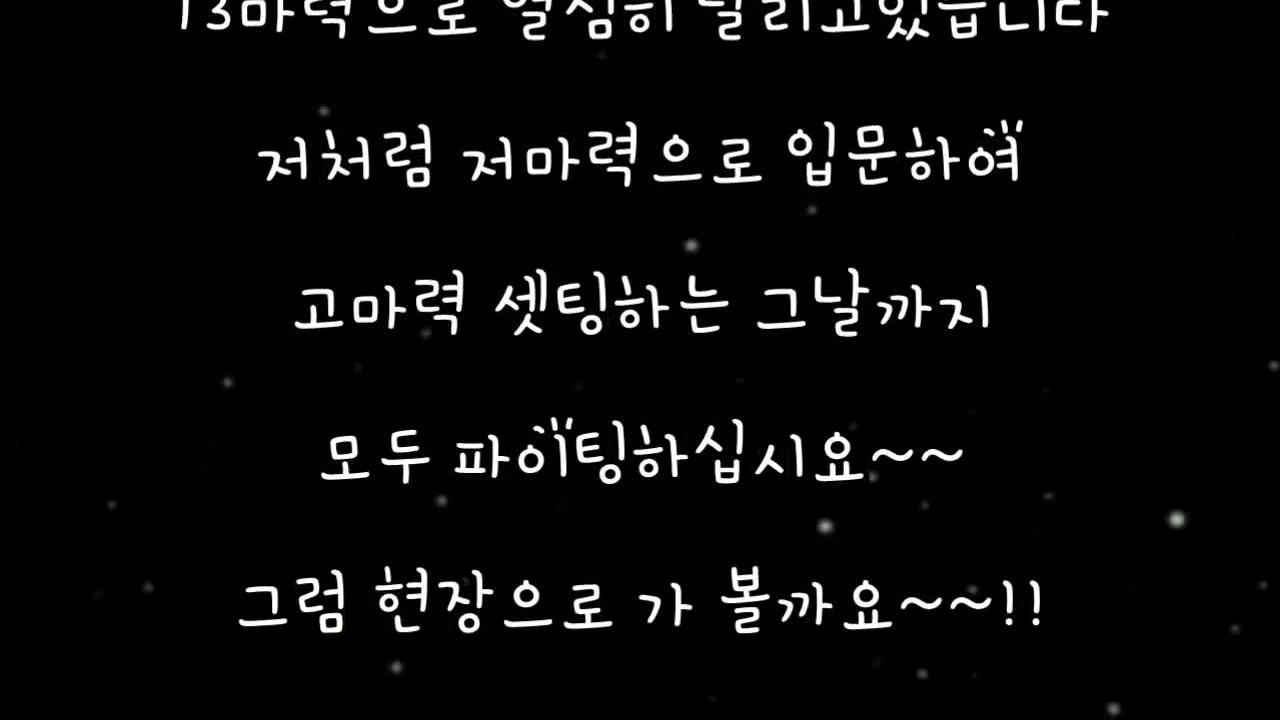 13마력으로 열심히 달리고있습니다
저처럼 저마력으로 입문하여
고마력 셋팅하는 그날까지
모두 파이팅하십시요~~
그럼 현장으로 가 볼까요~~!!